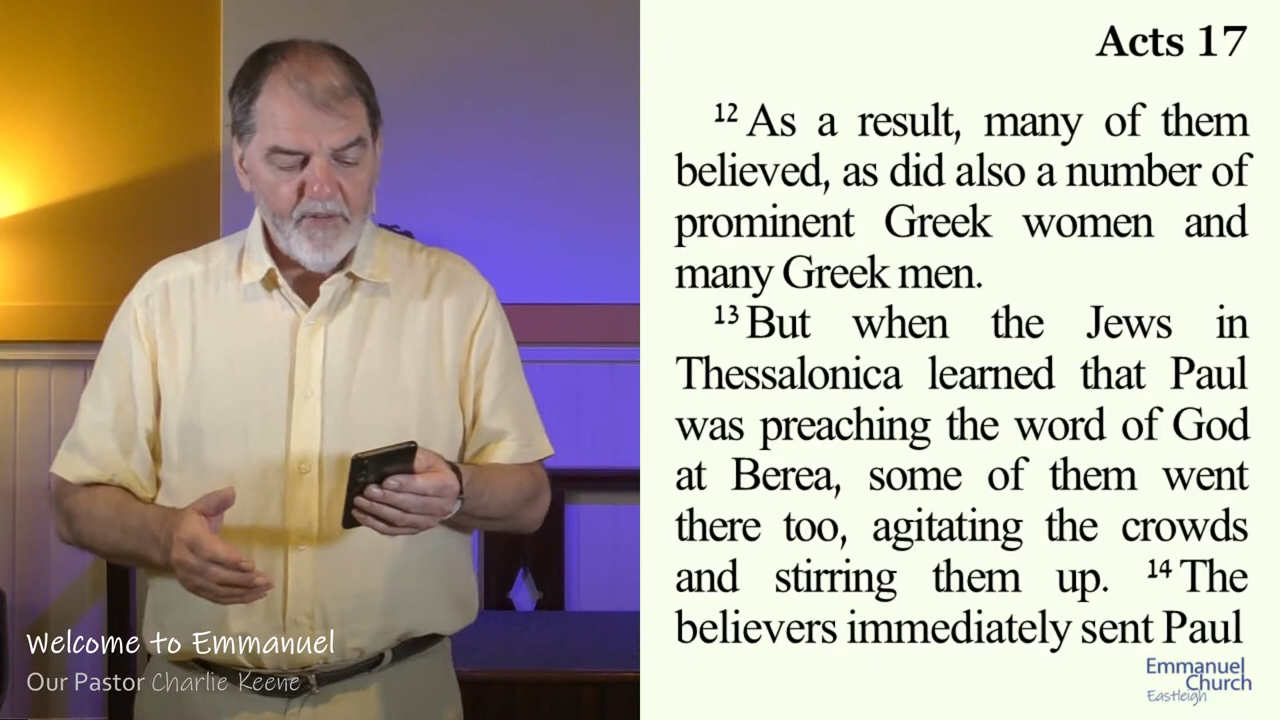 Acts 17
12 As a result, many of them
believed, as did also a number of
prominent Greek women and
many Greek men.
13 But when the Jews in
Thessalonica learned that Paul
was preaching the word of God
at Berea, some of them went
there too, agitating the crowds
and stirring them up. 14 The
believers immediately sent Paul
Welcome to Emmanuel
Our Pastor Charlie Keene
Emmanuel
Church
Eastleigh